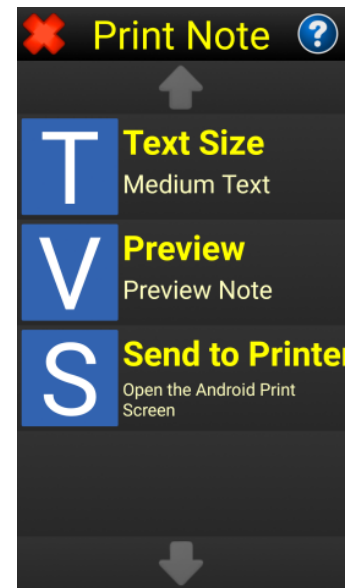 Print Note ?
T
Text Size
Medium Text
V
Preview
Preview Note
S
Send to Printer
Open the Android Print
Screen